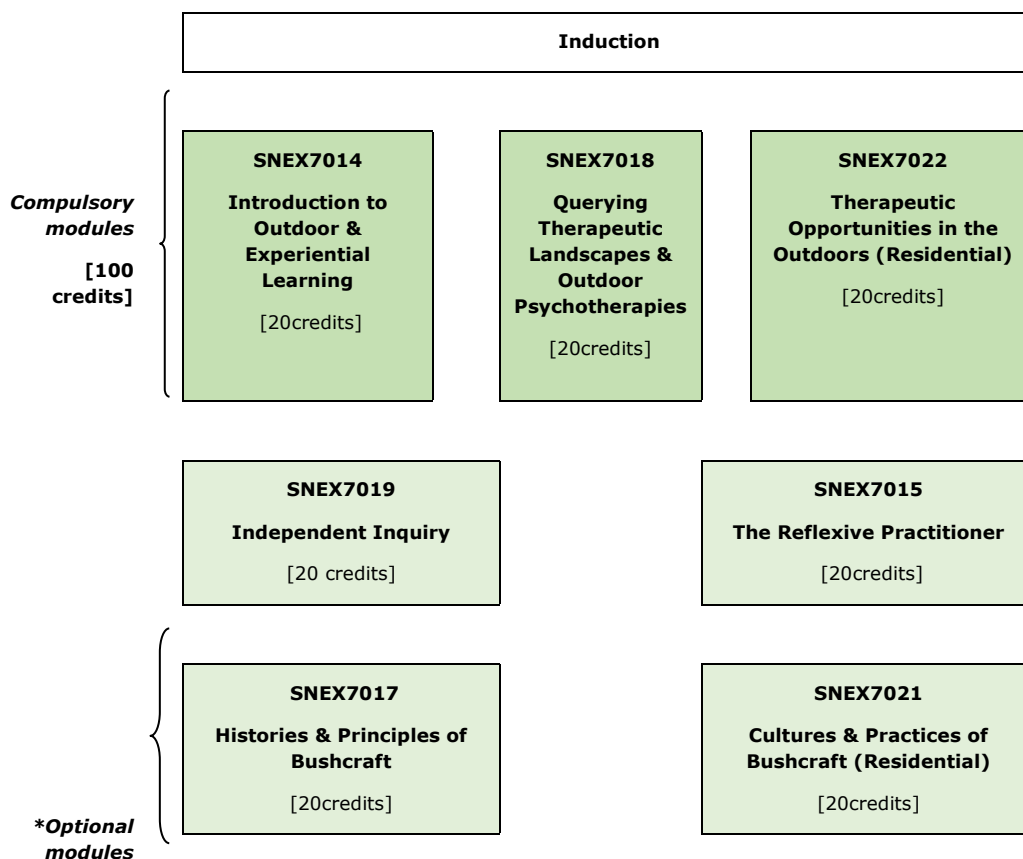 Induction
Compulsory
modules
[100
credits]
SNEX7014
Introduction to
Outdoor &
Experiential
Learning
[20credits]
SNEX7018
Querying
Therapeutic
Landscapes &
Outdoor
Psychotherapies
[20credits]
SNEX7022
Therapeutic
Opportunities in the
Outdoors (Residential)
[20credits]
SNEX7019
Independent Inquiry
[20 credits]
SNEX7015
The Reflexive Practitioner
[20credits]
*Optional
modules
SNEX7017
Histories & Principles of
Bushcraft
[20credits]
SNEX7021
Cultures & Practices of
Bushcraft (Residential)
[20credits]